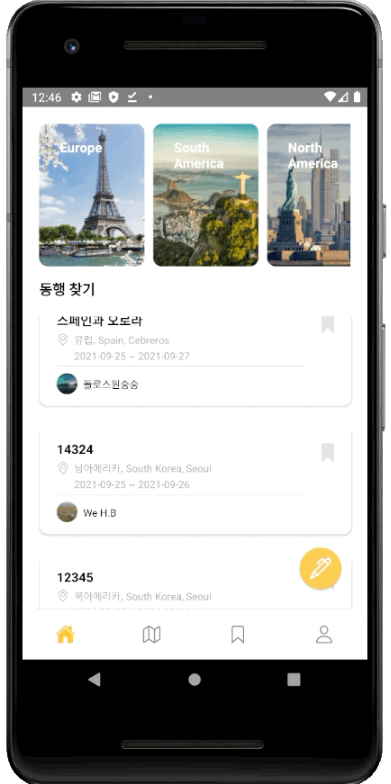 12:46
Europe
South
America
North
America
동행 찾기
스페인과 오로라
유럽, Spain, Cebreros
2021-09-25 ~ 2021-09-27
돌로스원숭숭
14324
남아메리카, South Korea, Seoul
2021-09-25 ~ 2021-09-26
We H.B
12345
북아메리카, South Korea, Seoul